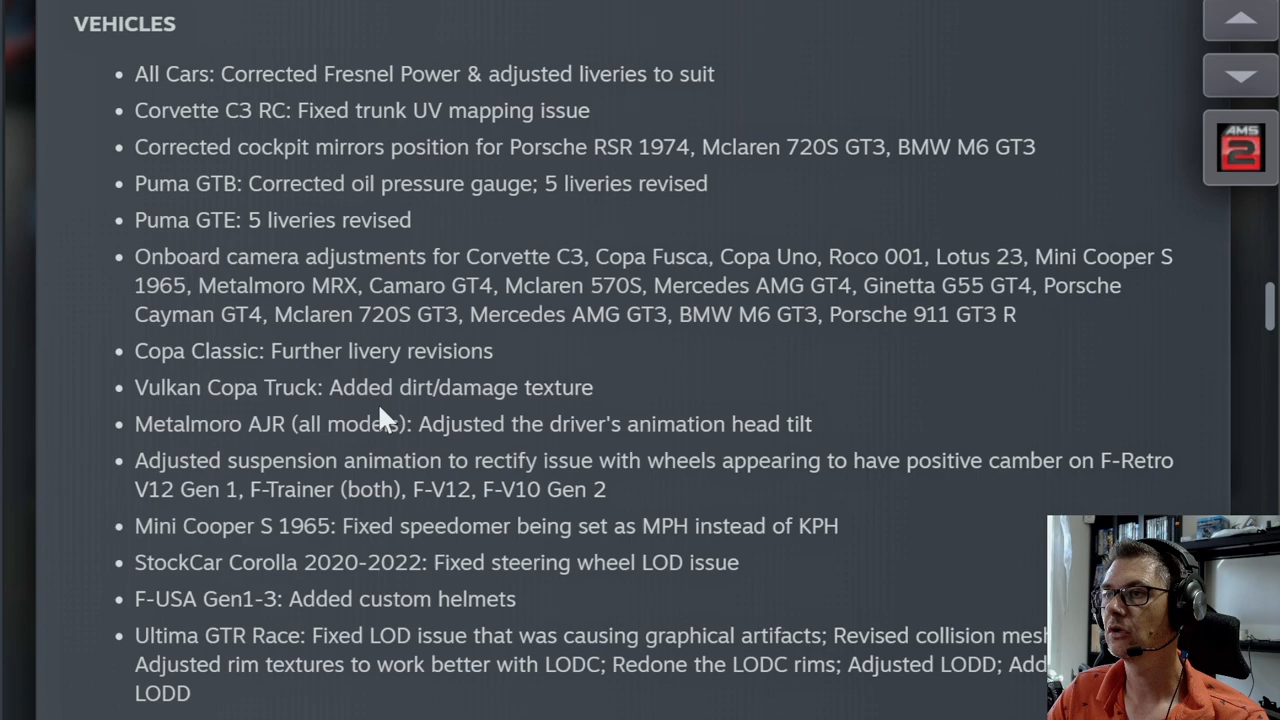 VEHICLES
• All Cars: Corrected Fresnel Power & adjusted liveries to suit
• Corvette C3 RC: Fixed trunk UV mapping issue
• Corrected cockpit mirrors position for Porsche RSR 1974, Mclaren 720S GT3, BMW M6 GT3
• Puma GTB: Corrected oil pressure gauge; 5 liveries revised
• Puma GTE: 5 liveries revised
• Onboard camera adjustments for Corvette C3, Copa Fusca, Copa Uno, Roco 001, Lotus 23, Mini Cooper S
1965, Metalmoro MRX, Camaro GT4, Mclaren 570S, Mercedes AMG GT4, Ginetta G55 GT4, Porsche
Cayman GT4, Mclaren 720S GT3, Mercedes AMG GT3, BMW M6 GT3, Porsche 911 GT3 R
• Copa Classic: Further livery revisions
• Vulkan Copa Truck: Added dirt/damage texture
• Metalmoro AJR (all models): Adjusted the driver's animation head tilt
• Adjusted suspension animation to rectify issue with wheels appearing to have positive camber on F-Retro
V12 Gen 1, F-Trainer (both), F-V12, F-V10 Gen 2
• Mini Cooper S 1965: Fixed speedomer being set as MPH instead of KPH
• StockCar Corolla 2020-2022: Fixed steering wheel LOD issue
• F-USA Gen1-3: Added custom helmets
• Ultima GTR Race: Fixed LOD issue that was causing graphical artifacts; Revised collision mesh
Adjusted rim textures to work better with LODC; Redone the LODC rims; Adjusted LODD;
LODD
AMS
2